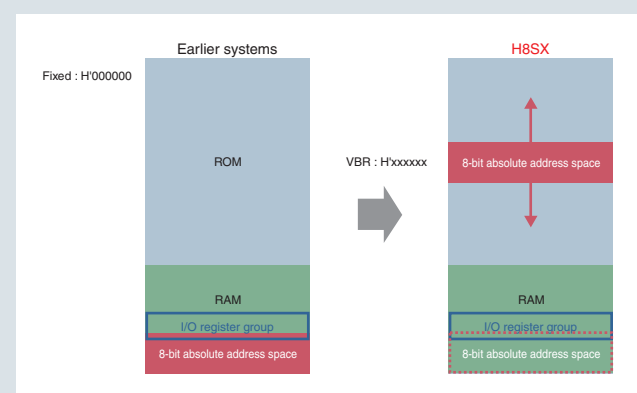 Earlier systems
H8SX
Fixed : H'000000
ROM
VBR : H'xxxxxx
8-bit absolute address space
RAM
RAM
I/O register group
I/O register group
8-bit absolute address space
8-bit absolute address space